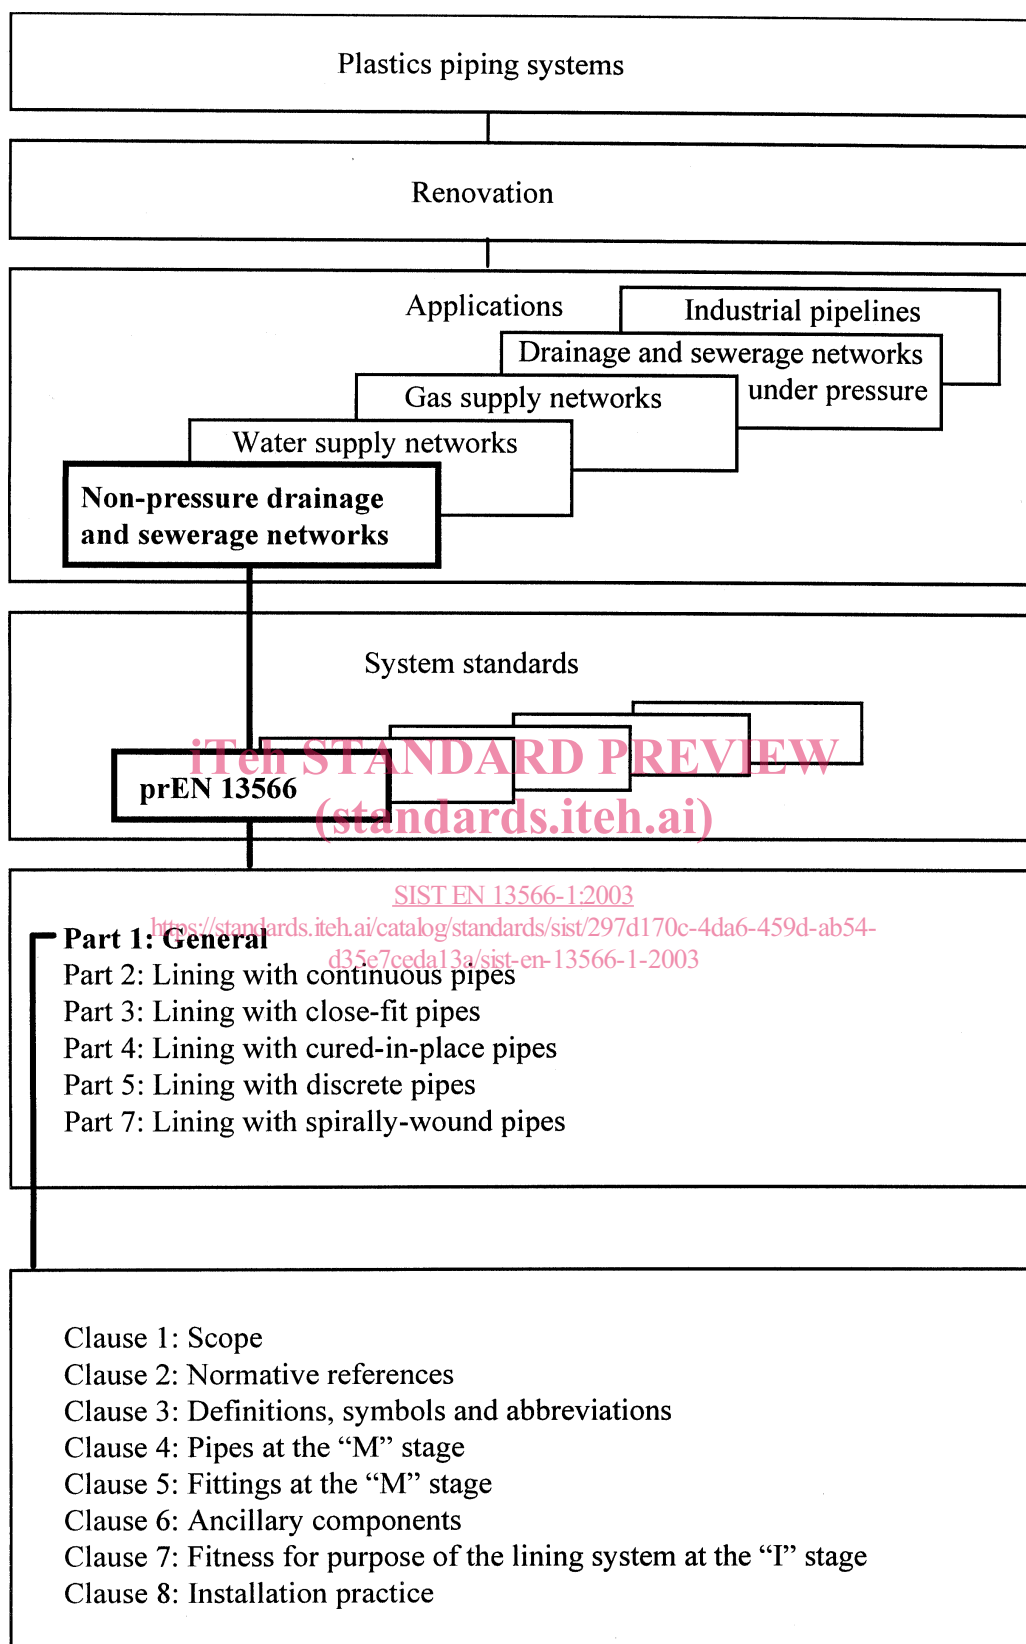 Plastics piping systems
Renovation
Applications
Industrial pipelines
Drainage and sewerage networks
under pressure
Gas supply networks
Water supply networks
Non-pressure drainage
and sewerage networks
System standards
iTeh STANDARD PREVIEW
prEN 13566
(standards.iteh.ai)
SIST EN 13566-1:2003
https://standards.iteh.ai/catalog/standards/sist/297d170c-4da6-459d-ab54-
d35e7ceda13a/sist-en-13566-1-2003
Part 1: General
Part 2: Lining with continuous pipes
Part 3: Lining with close-fit pipes
Part 4: Lining with cured-in-place pipes
Part 5: Lining with discrete pipes
Part 7: Lining with spirally-wound pipes
Clause 1: Scope
Clause 2: Normative references
Clause 3: Definitions, symbols and abbreviations
Clause 4: Pipes at the “M” stage
Clause 5: Fittings at the “M” stage
Clause 6: Ancillary components
Clause 7: Fitness for purpose of the lining system at the “I” stage
Clause 8: Installation practice